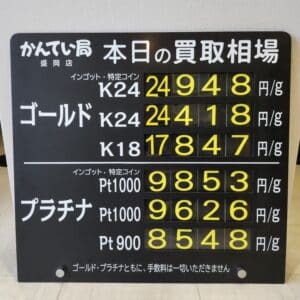 かんてい局
盛岡店
本日の買取相場
インゴット・特定コイン
K24 24948 円/g
ゴールド K24 24418 円/g
K18 17847 円/g
インゴット・特定コイン
Pt1000 9853 円/g
プラチナ Pt1000 9626 円/g
Pt900 8548 円/g
ゴールド・プラチナともに、手数料は一切いただきません